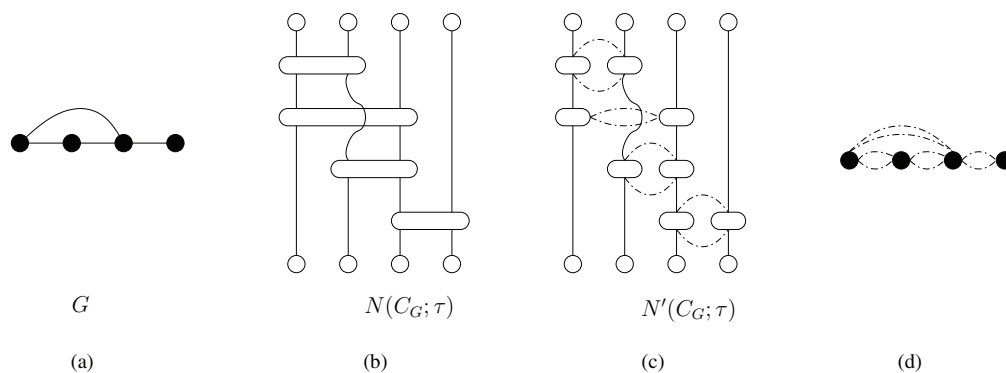 G N(C_G; τ) N'(C_G; τ)
(a) (b) (c) (d)